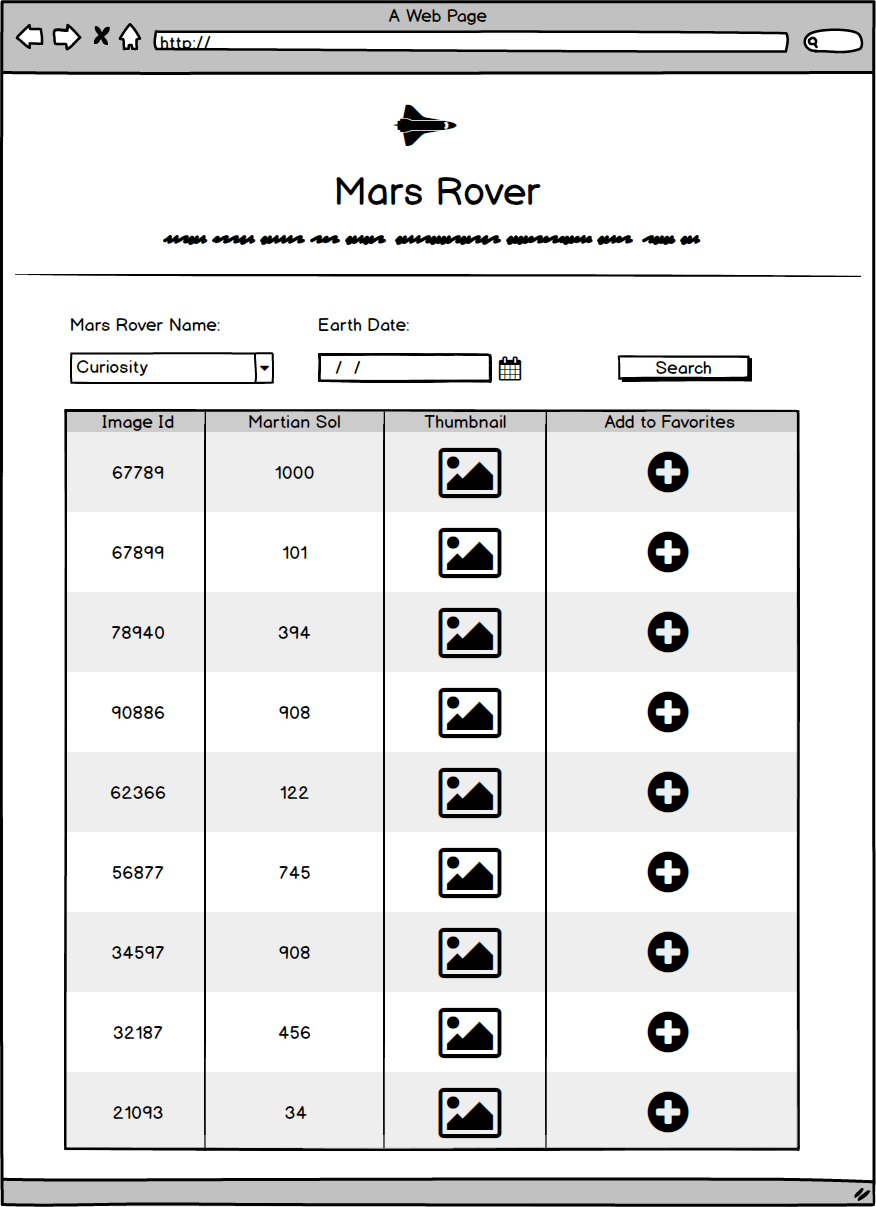 A Web Page
http://
Mars Rover
Mars Rover Name: Earth Date:
Curiosity / / Search
Image Id Martian Sol Thumbnail Add to Favorites
67789 1000
67899 101
78940 394
90886 908
62366 122
56877 745
34597 908
32187 456
21093 34